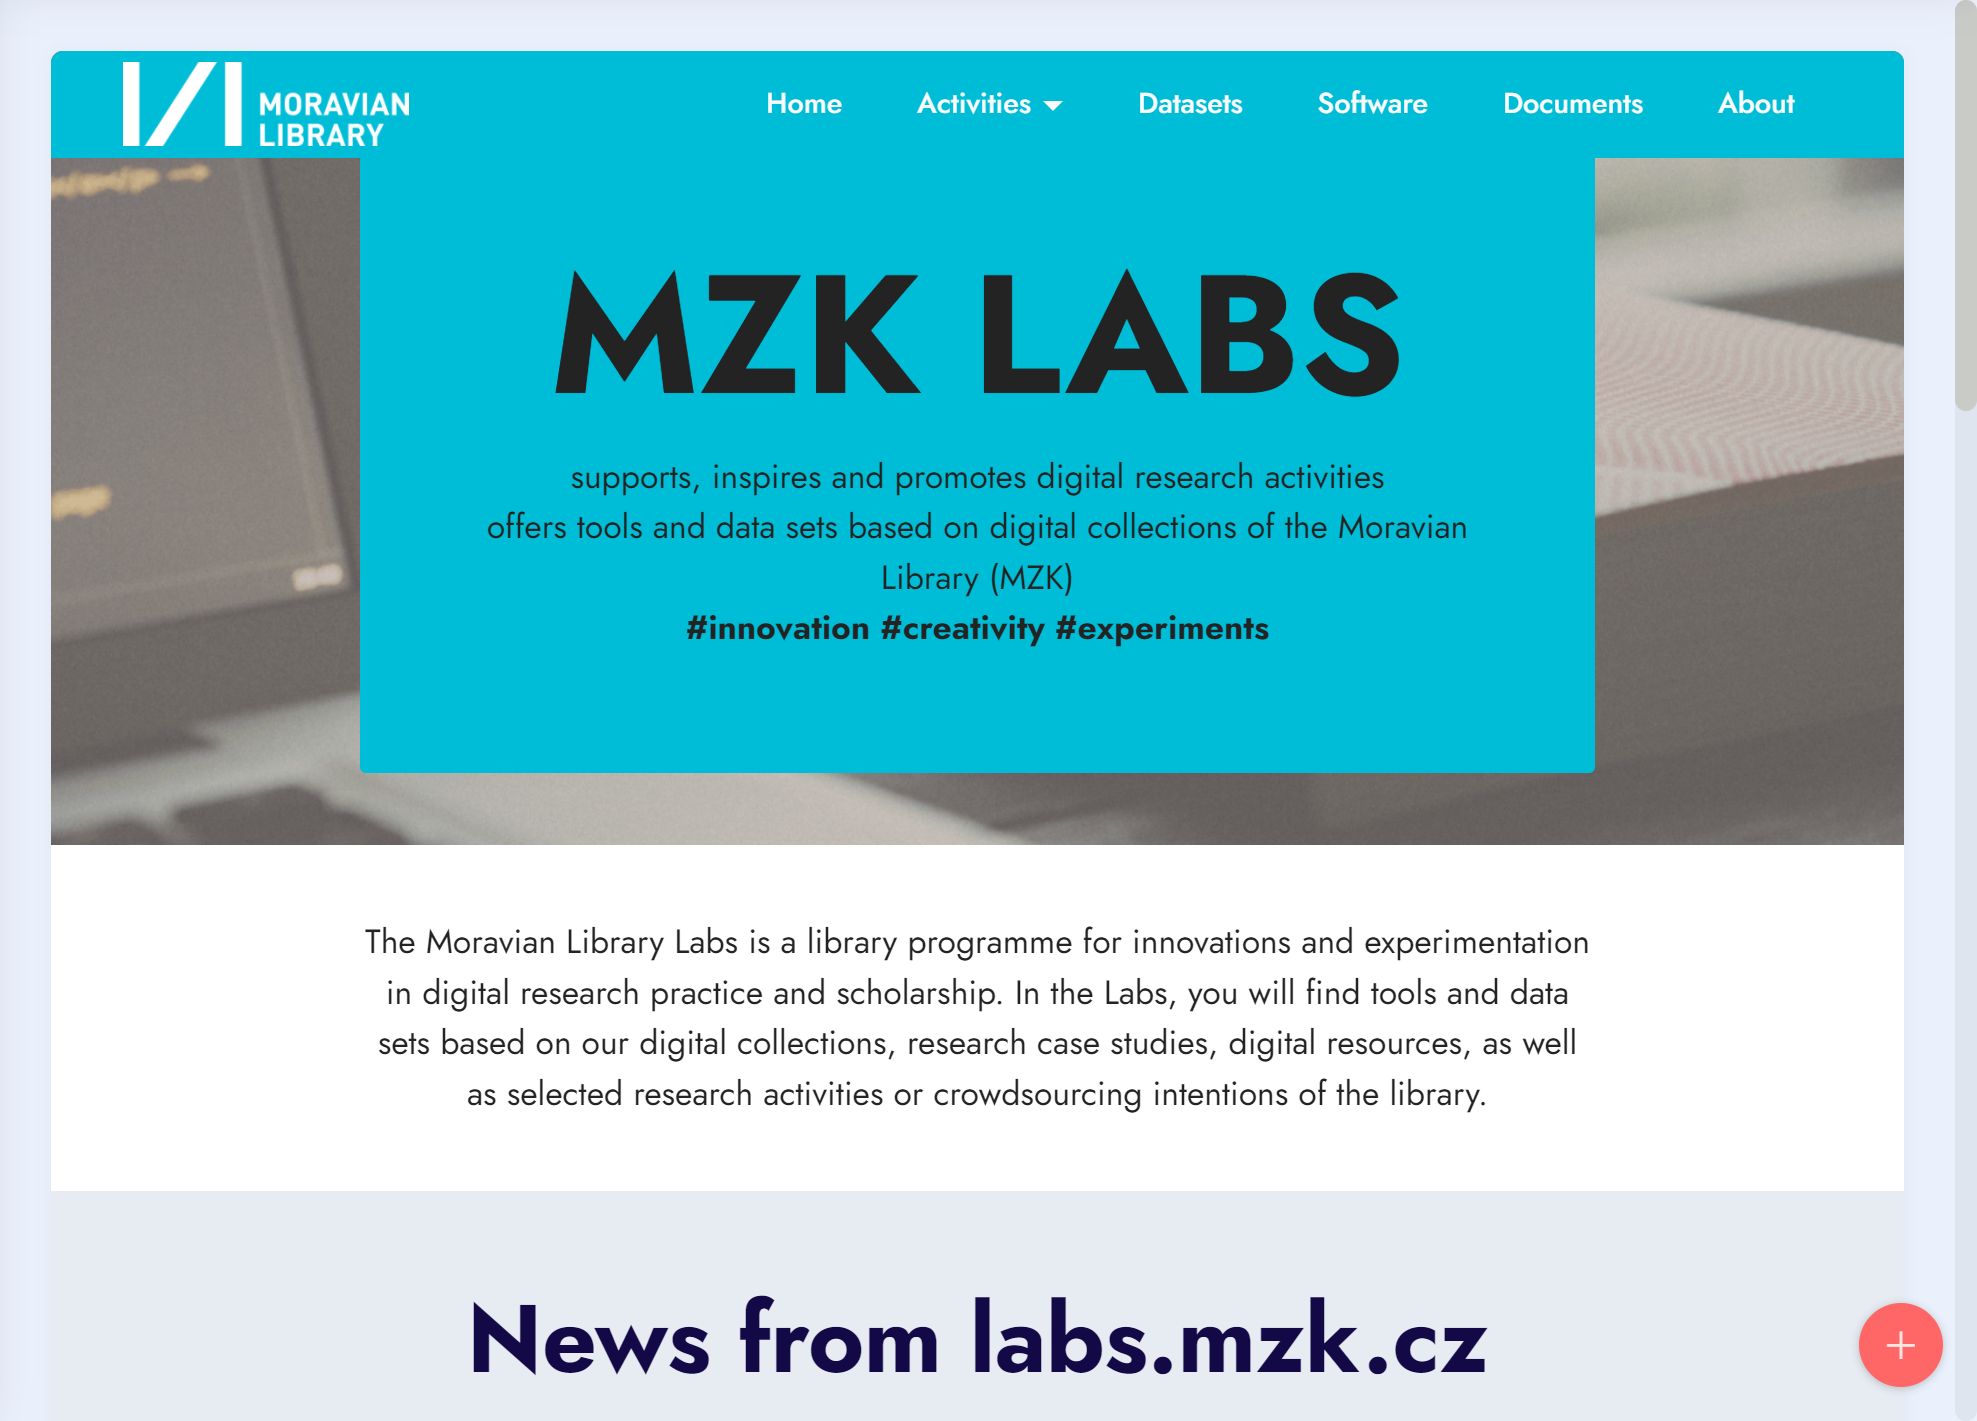 MORAVIAN
LIBRARY
Home Activities Datasets Software Documents About
MZK LABS
supports, inspires and promotes digital research activities
offers tools and data sets based on digital collections of the Moravian
Library (MZK)
#innovation #creativity #experiments
The Moravian Library Labs is a library programme for innovations and experimentation
in digital research practice and scholarship. In the Labs, you will find tools and data
sets based on our digital collections, research case studies, digital resources, as well
as selected research activities or crowdsourcing intentions of the library.
News from labs.mzk.cz